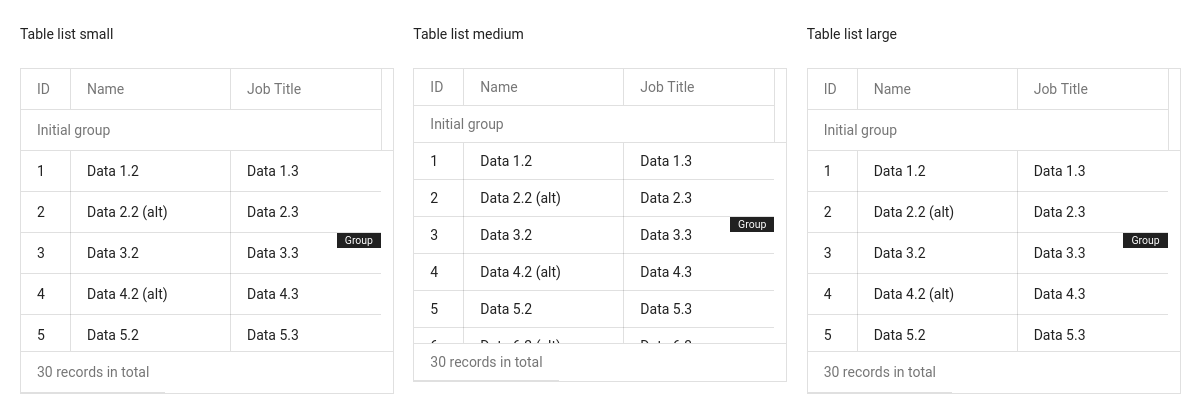 Table list small
ID Name Job Title
Initial group
1 Data 1.2 Data 1.3
2 Data 2.2 (alt) Data 2.3
Group
3 Data 3.2 Data 3.3
4 Data 4.2 (alt) Data 4.3
5 Data 5.2 Data 5.3
30 records in total
Table list medium
ID Name Job Title
Initial group
1 Data 1.2 Data 1.3
2 Data 2.2 (alt) Data 2.3
Group
3 Data 3.2 Data 3.3
4 Data 4.2 (alt) Data 4.3
5 Data 5.2 Data 5.3
30 records in total
Table list large
ID Name Job Title
Initial group
1 Data 1.2 Data 1.3
2 Data 2.2 (alt) Data 2.3
Group
3 Data 3.2 Data 3.3
4 Data 4.2 (alt) Data 4.3
5 Data 5.2 Data 5.3
30 records in total